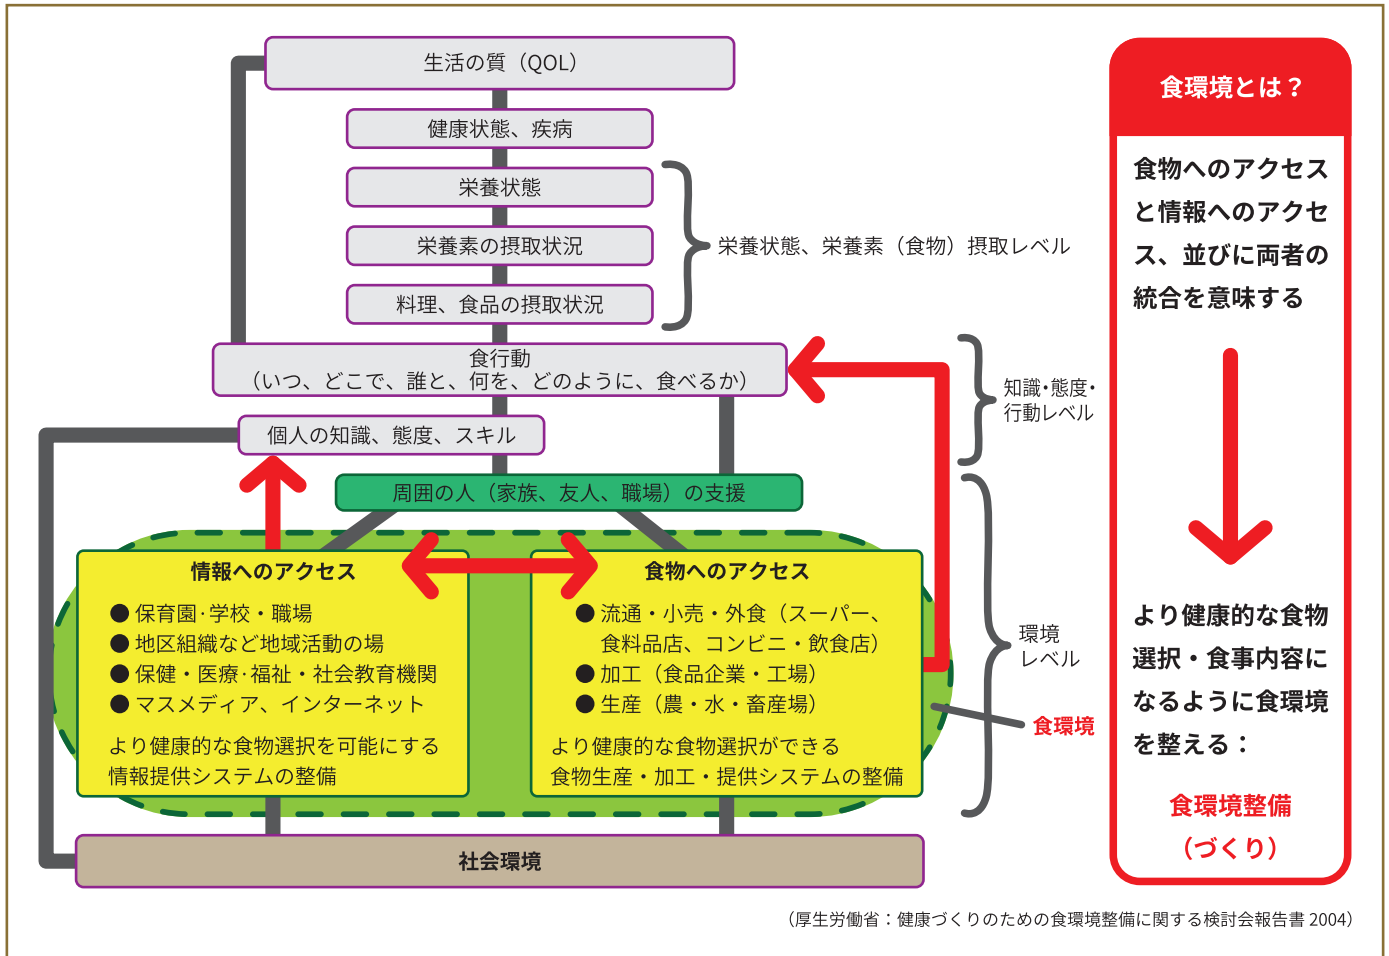 生活の質（QOL）
健康状態、疾病
栄養状態
栄養素の摂取状況
料理、食品の摂取状況
栄養状態、栄養素（食物）摂取レベル
食行動
（いつ、どこで、誰と、何を、どのように、食べるか）
個人の知識、態度、スキル
知識・態度・
行動レベル
周囲の人（家族、友人、職場）の支援
情報へのアクセス
●保育園・学校・職場
●地区組織など地域活動の場
●保健・医療・福祉・社会教育機関
●マスメディア、インターネット
より健康的な食物選択を可能にする
情報提供システムの整備
食物へのアクセス
●流通・小売・外食（スーパー、
食料品店、コンビニ・飲食店）
●加工（食品企業・工場）
●生産（農・水・畜産場）
より健康的な食物選択ができる
食物生産・加工・提供システムの整備
環境
レベル
食環境
社会環境
食環境とは？
食物へのアクセス
と情報へのアクセ
ス、並びに両者の
統合を意味する
より健康的な食物
選択・食事内容に
なるように食環境
を整える：
食環境整備
（づくり）
（厚生労働省：健康づくりのための食環境整備に関する検討会報告書 2004）